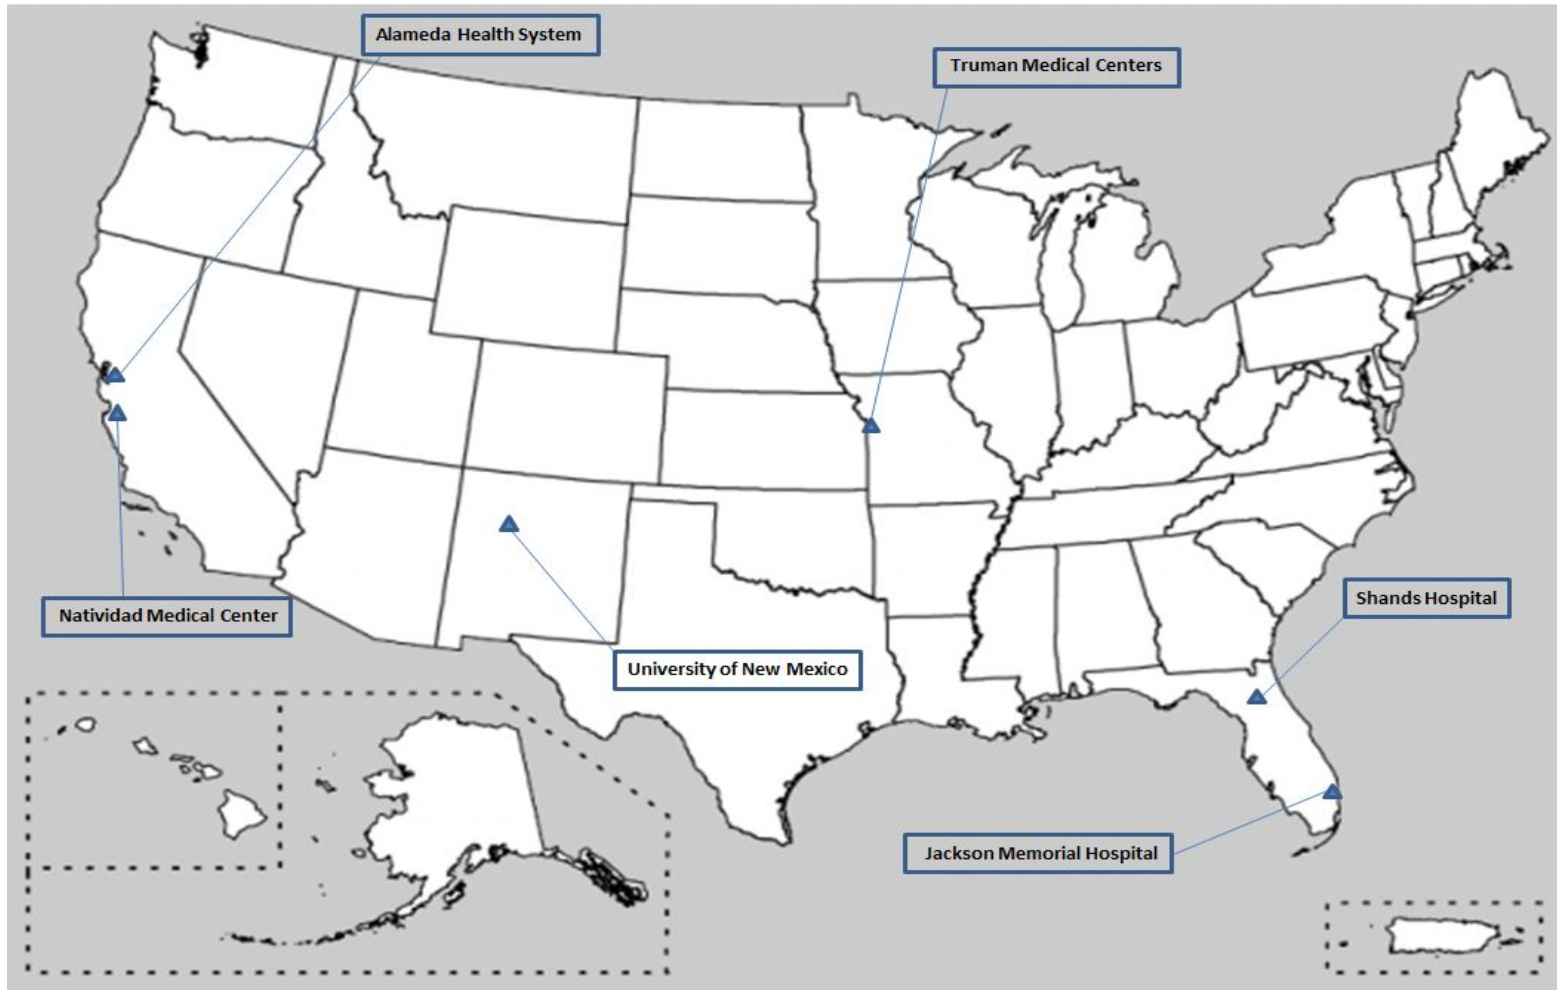 Alameda Health System
Truman Medical Centers
Shands Hospital
Natividad Medical Center
University of New Mexico
Jackson Memorial Hospital